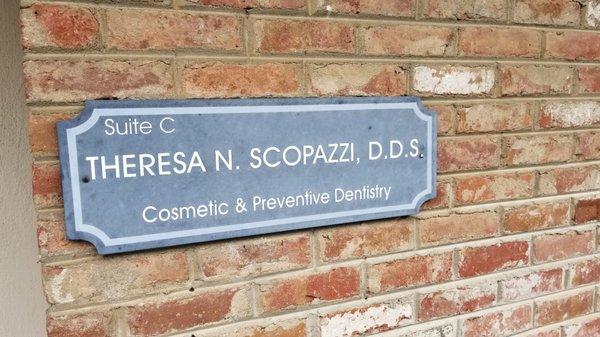 Suite C
THERESA N. SCOPAZZI, D.D.S.
Cosmetic & Preventive Dentistry